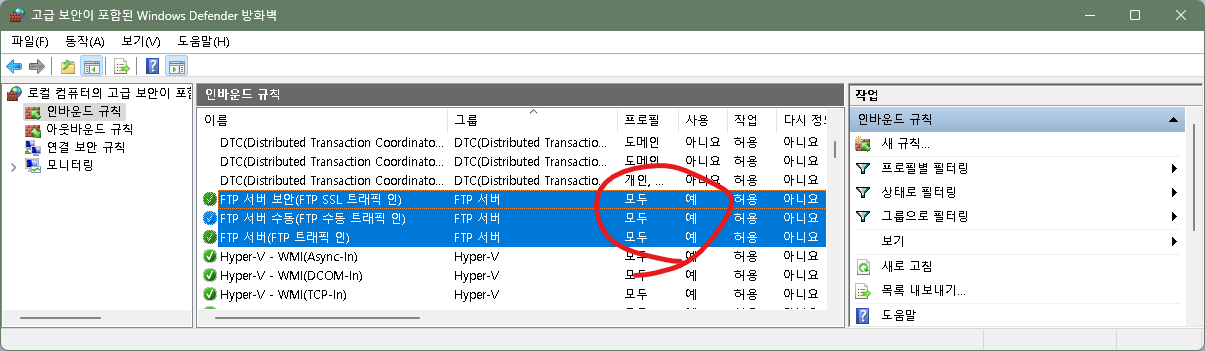 고급 보안이 포함된 Windows Defender 방화벽
파일(F) 동작(A) 보기(V) 도움말(H)
로컬 컴퓨터의 고급 보안이 포함
인바운드 규칙
아웃바운드 규칙
연결 보안 규칙
모니터링
인바운드 규칙
이름 그룹 프로필 사용 작업 다시 정
DTC(Distributed Transaction Coordinato... DTC(Distributed Transactio... 도메인 아니요 허용 아니요
DTC(Distributed Transaction Coordinato... DTC(Distributed Transactio... 도메인 아니요 허용 아니요
DTC(Distributed Transaction Coordinato... DTC(Distributed Transactio... 개인, ... 아니요 허용 아니요
FTP 서버 보안(FTP SSL 트래픽 인) FTP 서버 모두 예 허용 아니요
FTP 서버 수동(FTP 수동 트래픽 인) FTP 서버 모두 예 허용 아니요
FTP 서버(FTP 트래픽 인) FTP 서버 모두 예 허용 아니요
Hyper-V - WMI(Async-In) Hyper-V 모두 예 허용 아니요
Hyper-V - WMI(DCOM-In) Hyper-V 모두 예 허용 아니요
Hyper-V - WMI(TCP-In) Hyper-V 모두 예 허용 아니요
작업
인바운드 규칙
새 규칙...
프로필별 필터링
상태로 필터링
그룹으로 필터링
보기
새로 고침
목록 내보내기...
도움말